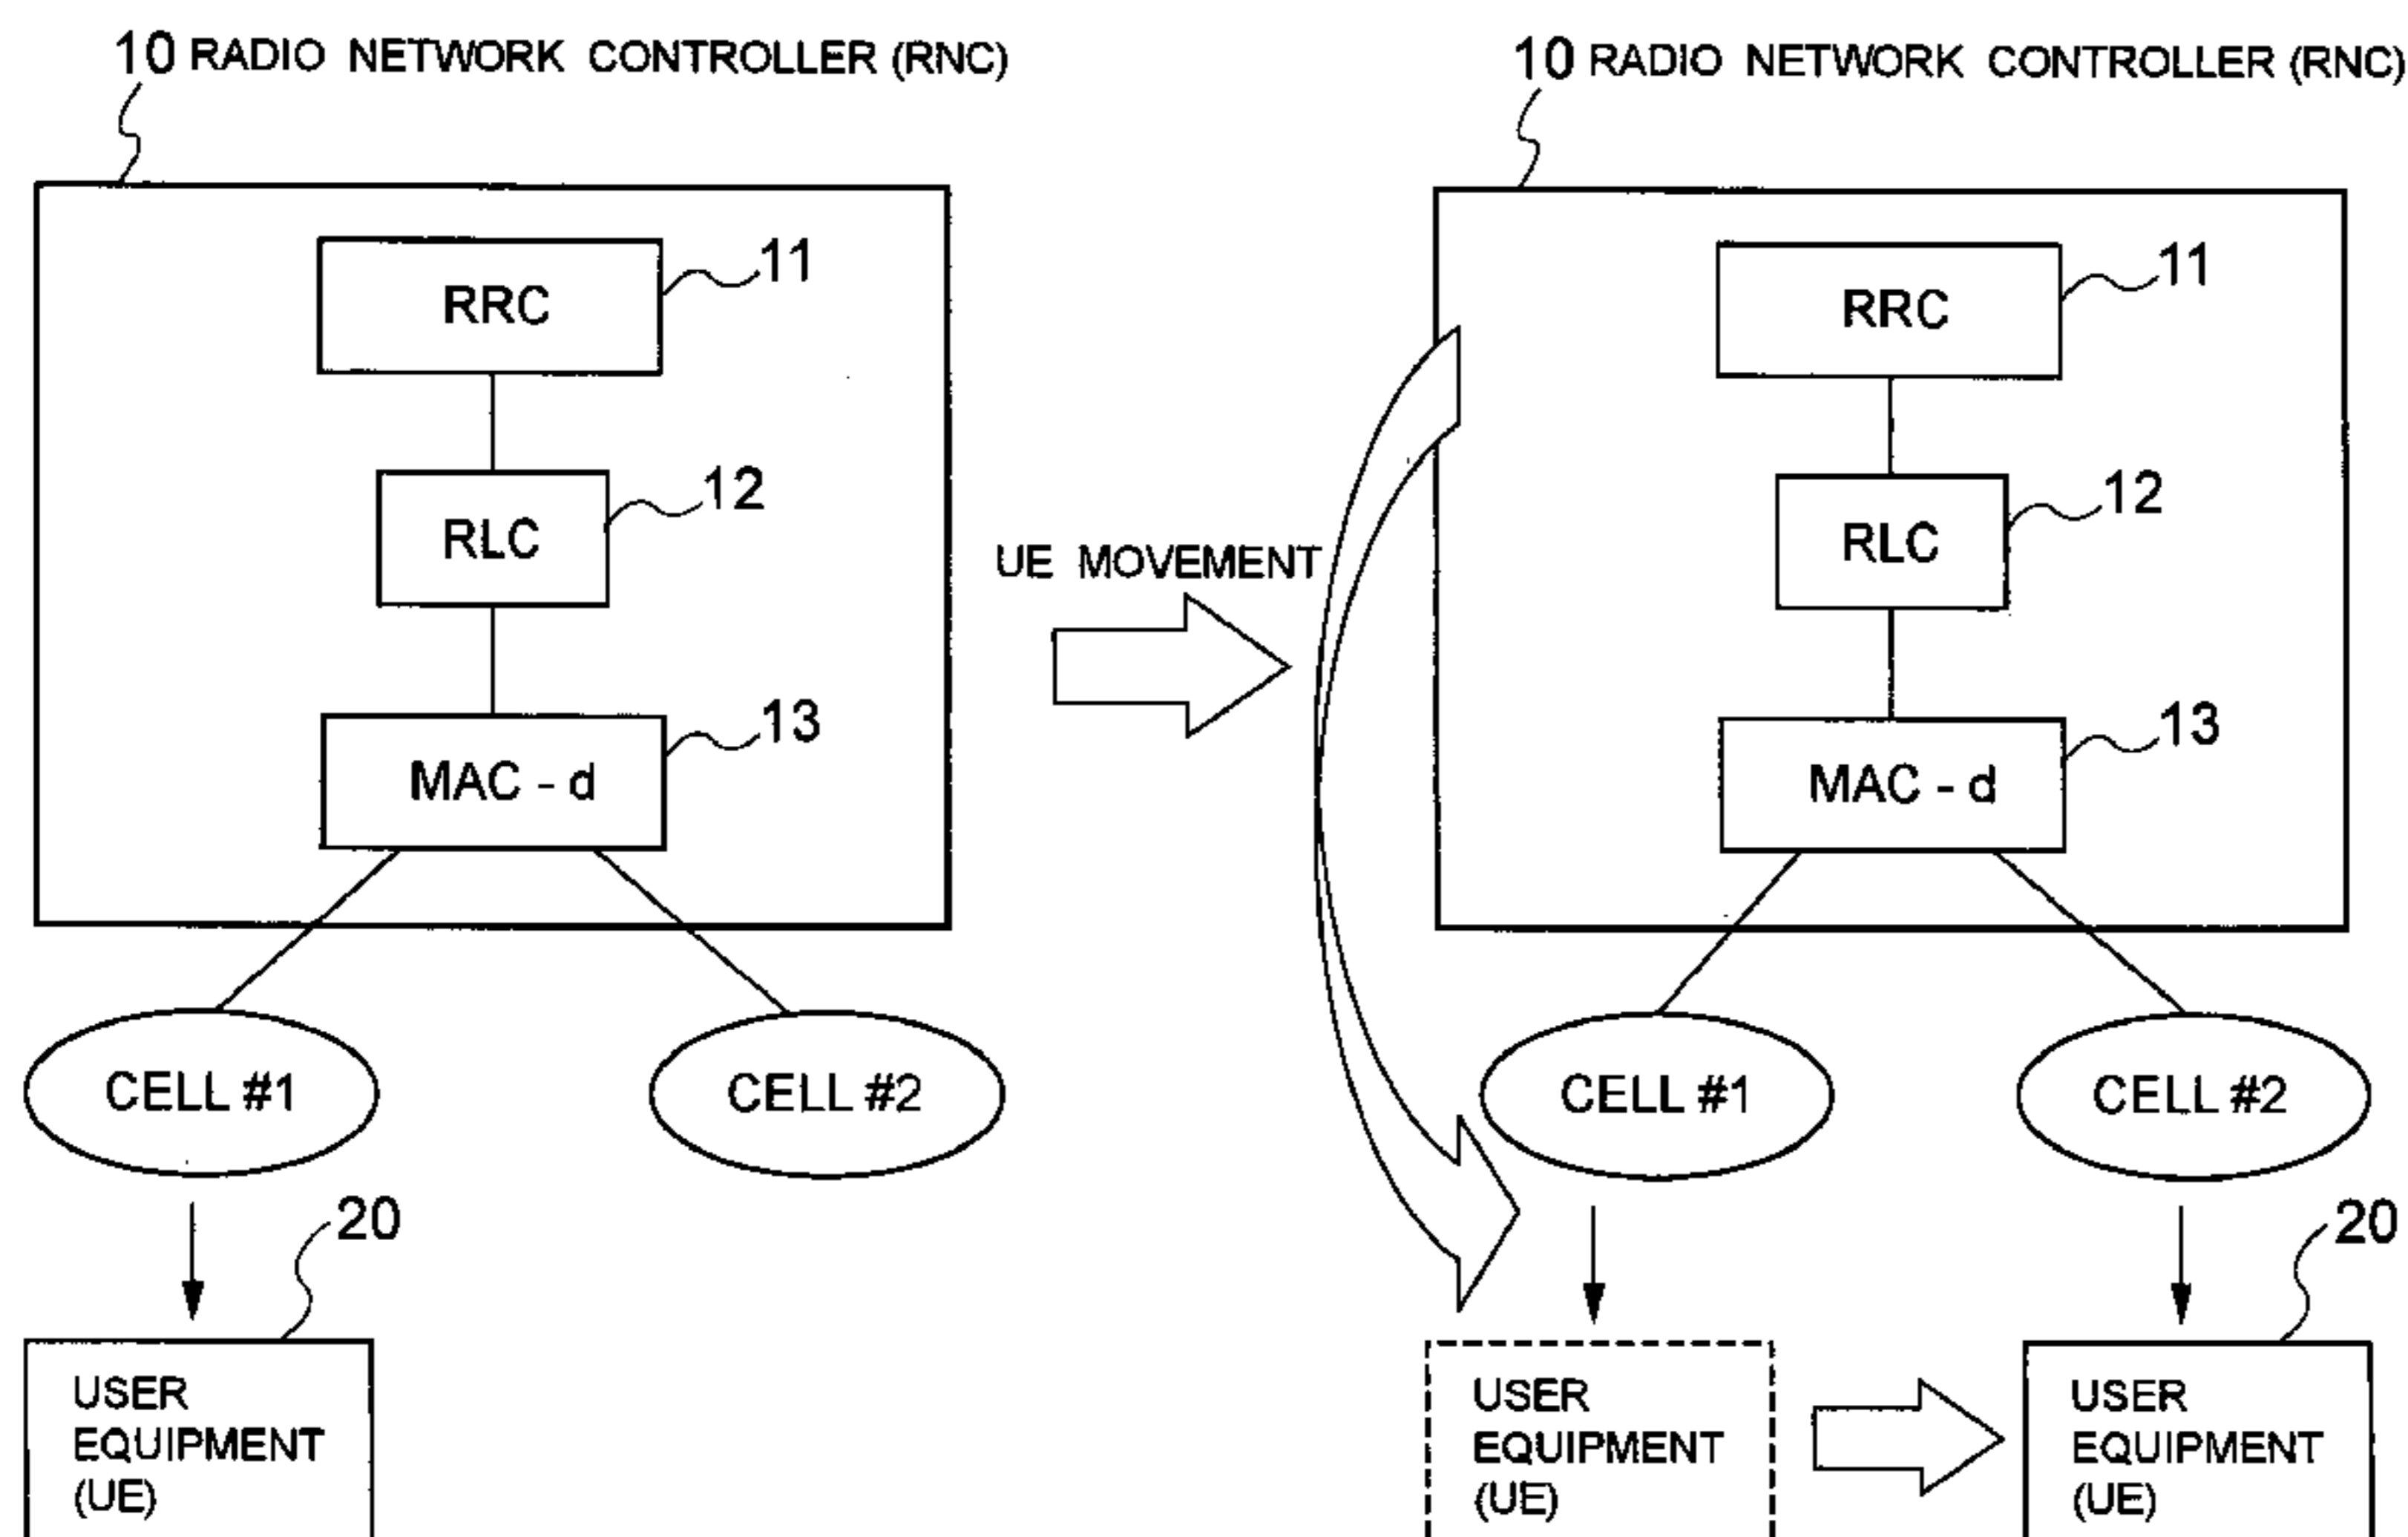 10 RADIO NETWORK CONTROLLER (RNC)
11
RRC
12
RLC
13
MAC - d
CELL #1
CELL #2
20
USER
EQUIPMENT
(UE)
UE MOVEMENT
10 RADIO NETWORK CONTROLLER (RNC)
11
RRC
12
RLC
13
MAC - d
CELL #1
CELL #2
20
USER
EQUIPMENT
(UE)
USER
EQUIPMENT
(UE)